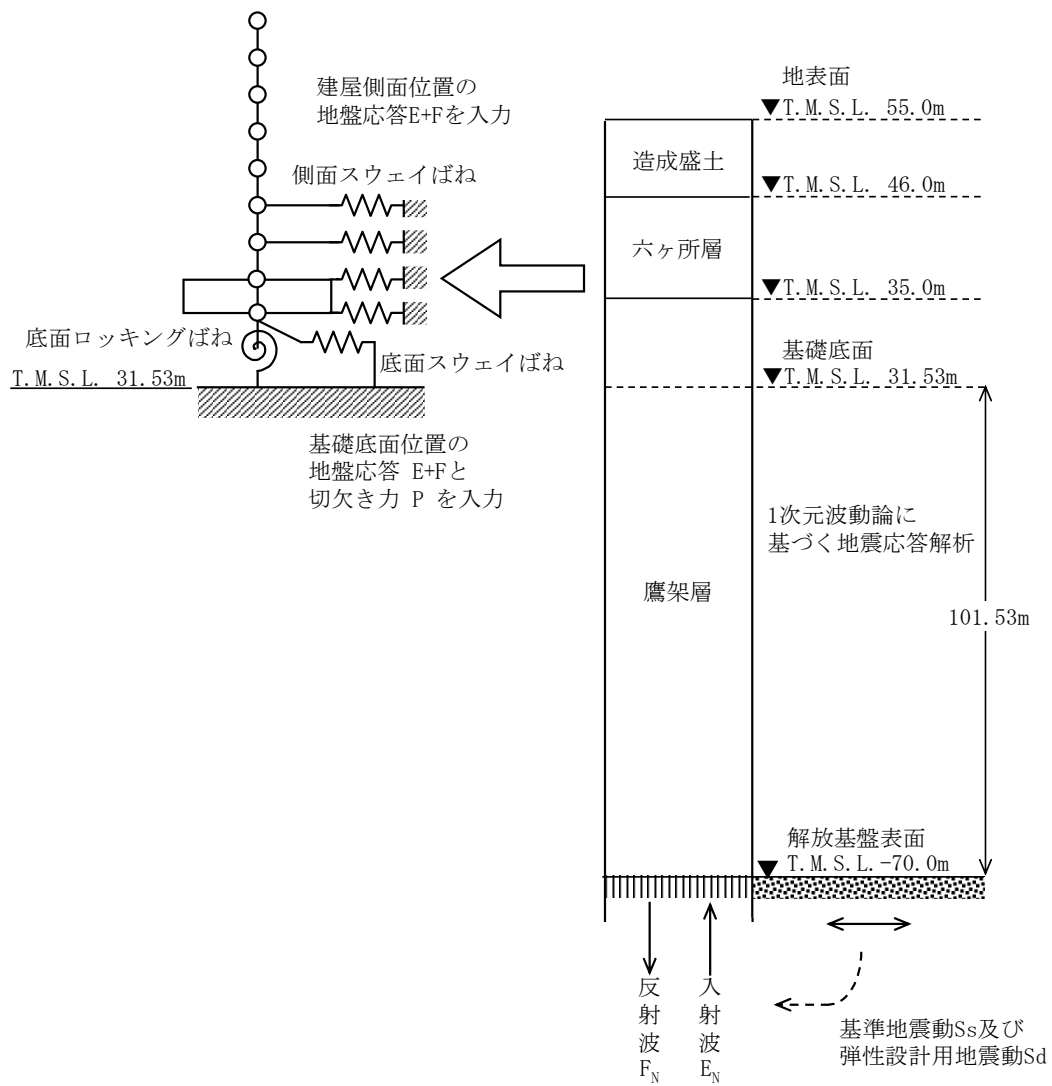 建屋側面位置の
地盤応答E+Fを入力
側面スウェイばね
底面ロッキングばね
底面スウェイばね
T.M.S.L. 31.53m
基礎底面位置の
地盤応答 E+Fと
切欠き力 P を入力
地表面
▼T.M.S.L. 55.0m
造成盛土
▼T.M.S.L. 46.0m
六ヶ所層
▼T.M.S.L. 35.0m
基礎底面
▼T.M.S.L. 31.53m
1次元波動論に
基づく地震応答解析
鷹架層
101.53m
解放基盤表面
▼T.M.S.L.-70.0m
反射波F_N
入射波E_N
基準地震動Ss及び
弾性設計用地震動Sd